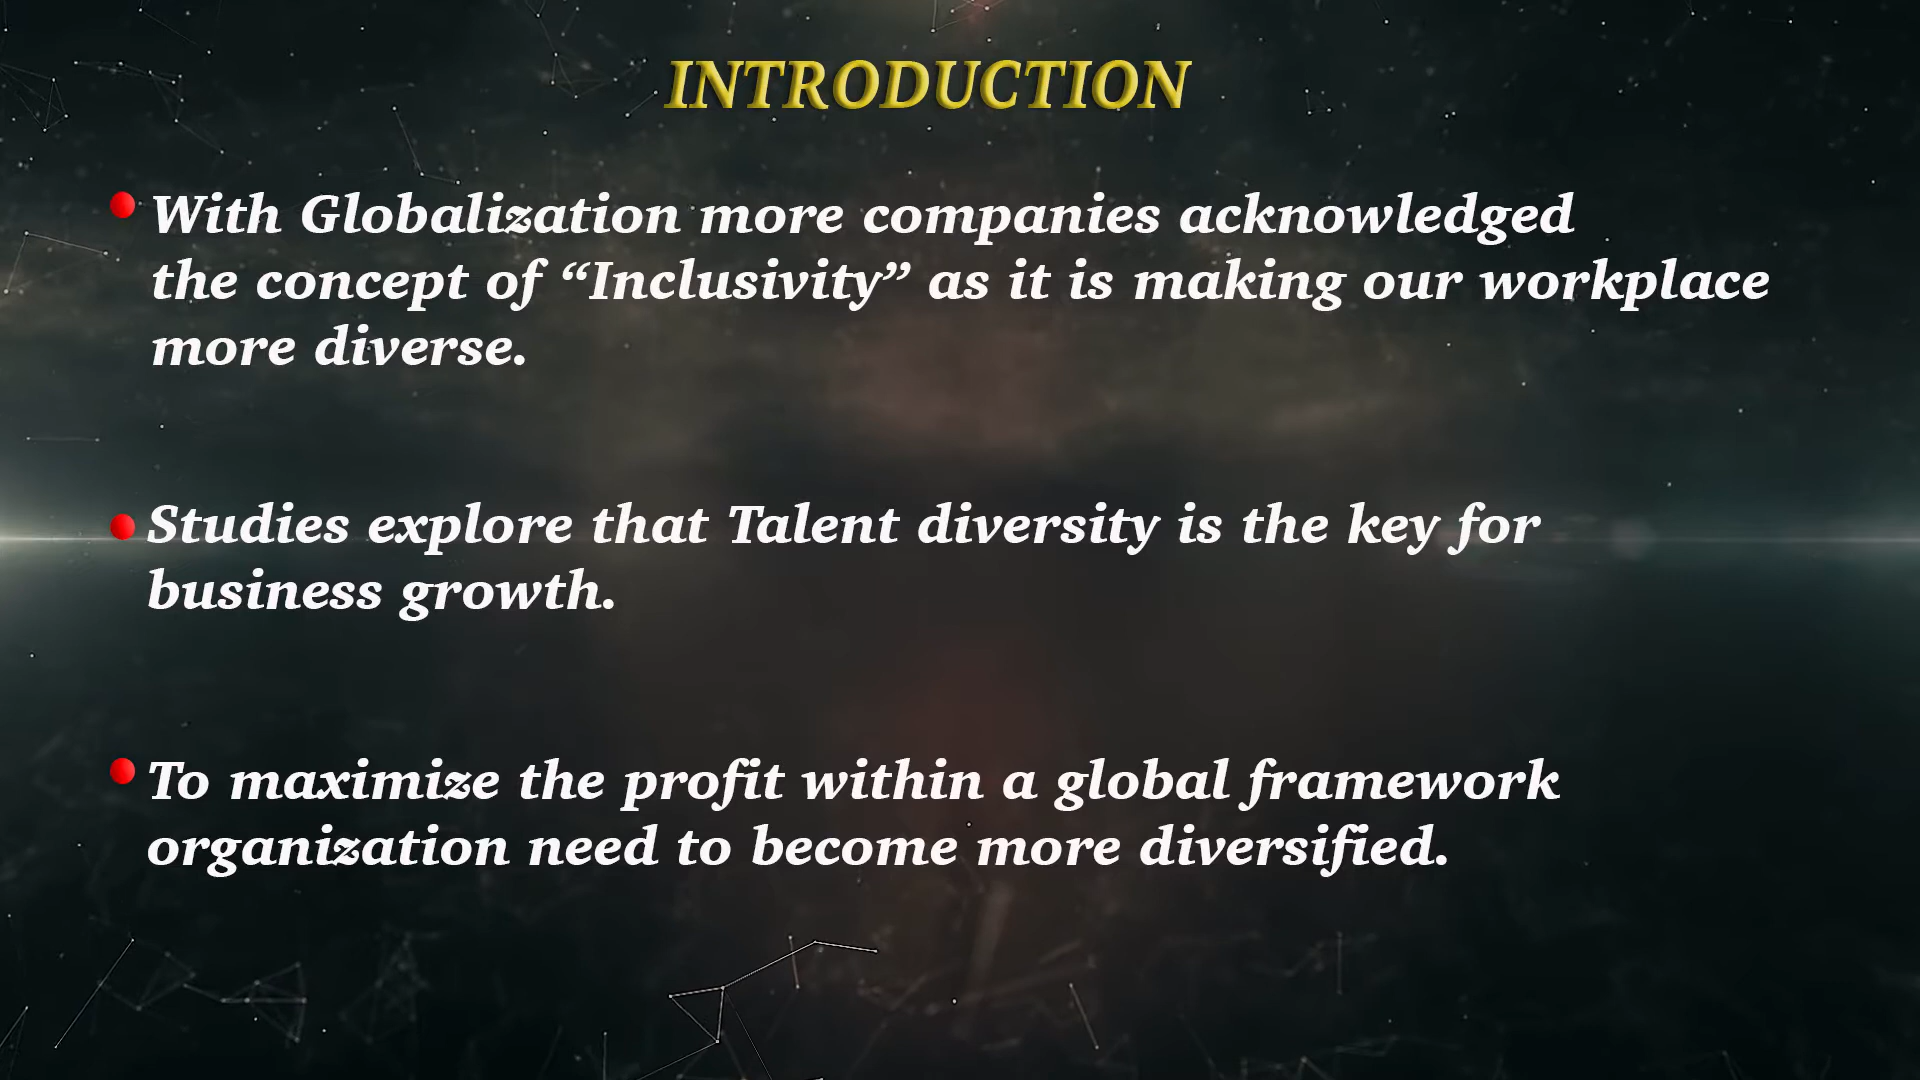 INTRODUCTION
With Globalization more companies acknowledged
the concept of “Inclusivity” as it is making our workplace
more diverse.
Studies explore that Talent diversity is the key for
business growth.
To maximize the profit within a global framework
organization need to become more diversified.